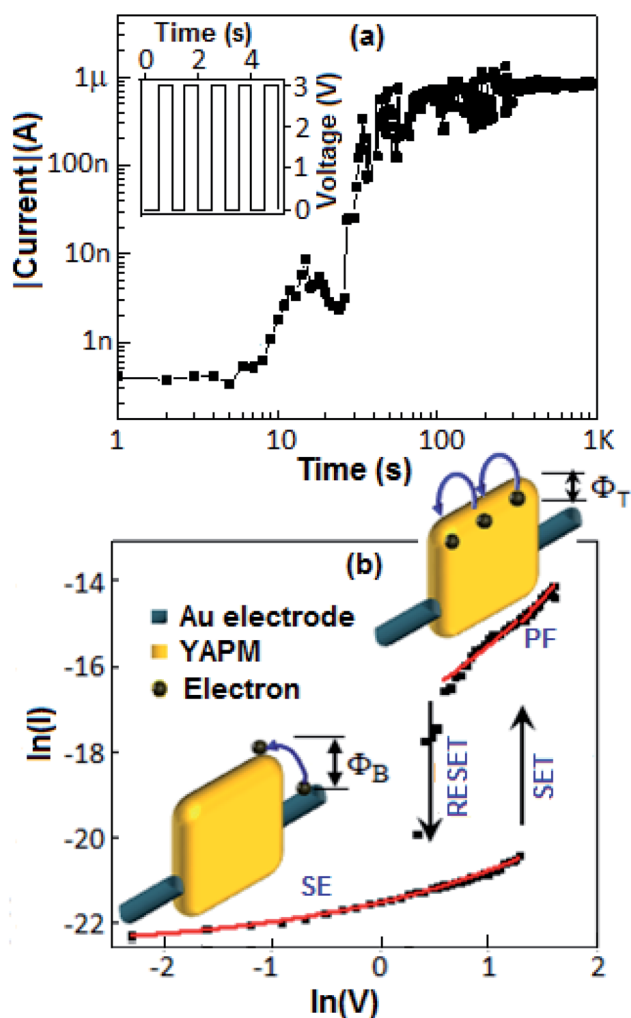 Time (s)
0 2 4
(a)
3
2
1
0
Voltage (V)
1μ
100n
10n
1n
|Current|(A)
1 10 100 1K
Time (s)
Φ_T
(b)
-14
-16
-18
-20
-22
ln(I)
Au electrode
YAPM
Electron
PF
Φ_B
RESET
SET
SE
-2 -1 0 1 2
ln(V)